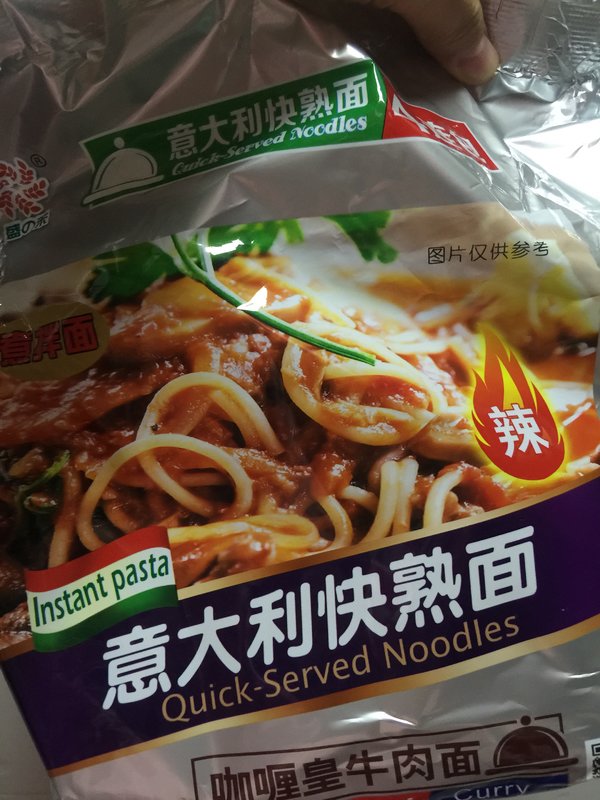 意大利快熟面
Quick-Served Noodles
®
图片仅供参考
意拌面
辣
Instant pasta
意大利快熟面
Quick-Served Noodles
咖喱皇牛肉面
Curry